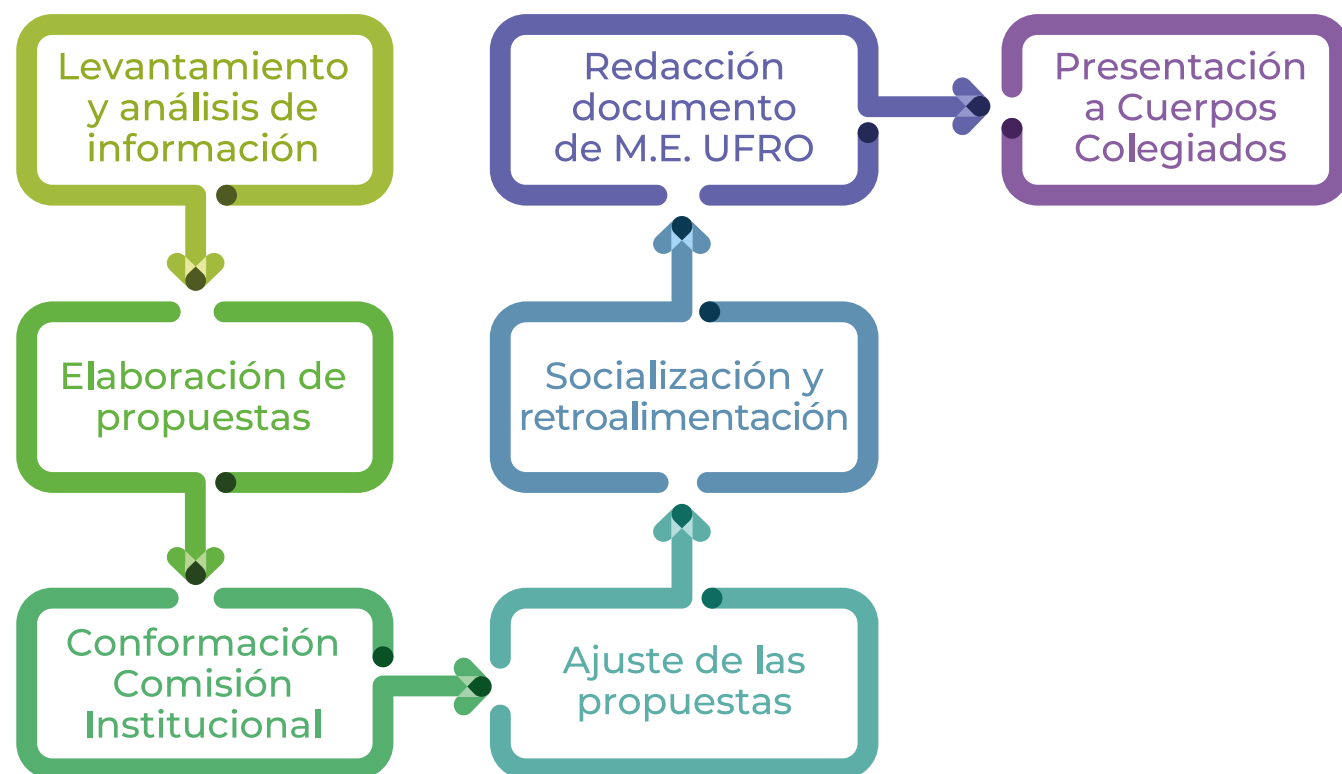 Levantamiento
y análisis de
información
Elaboración de
propuestas
Conformación
Comisión
Institucional
Ajuste de las
propuestas
Socialización y
retroalimentación
Redacción
documento
de M.E. UFRO
Presentación
a Cuerpos
Colegiados